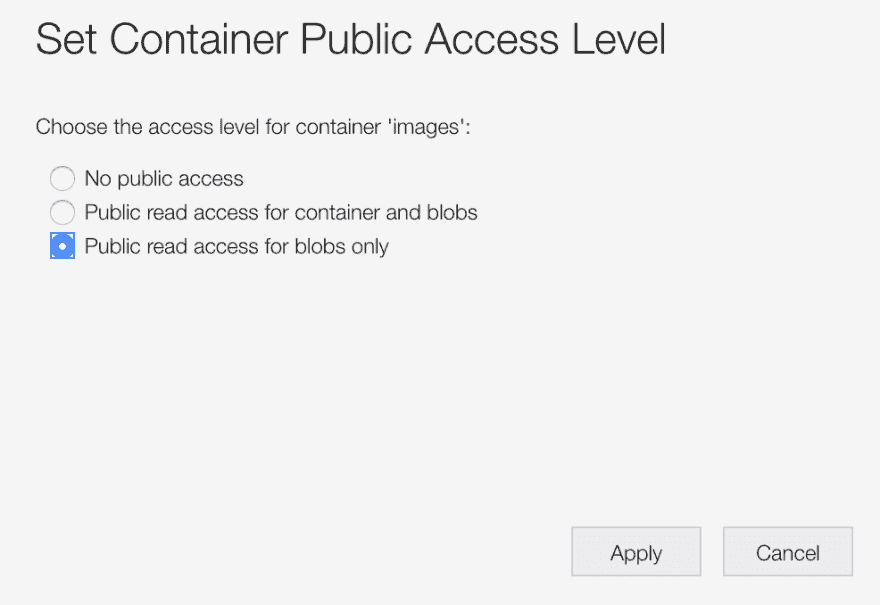 Set Container Public Access Level
Choose the access level for container 'images':
No public access
Public read access for container and blobs
Public read access for blobs only
Apply
Cancel